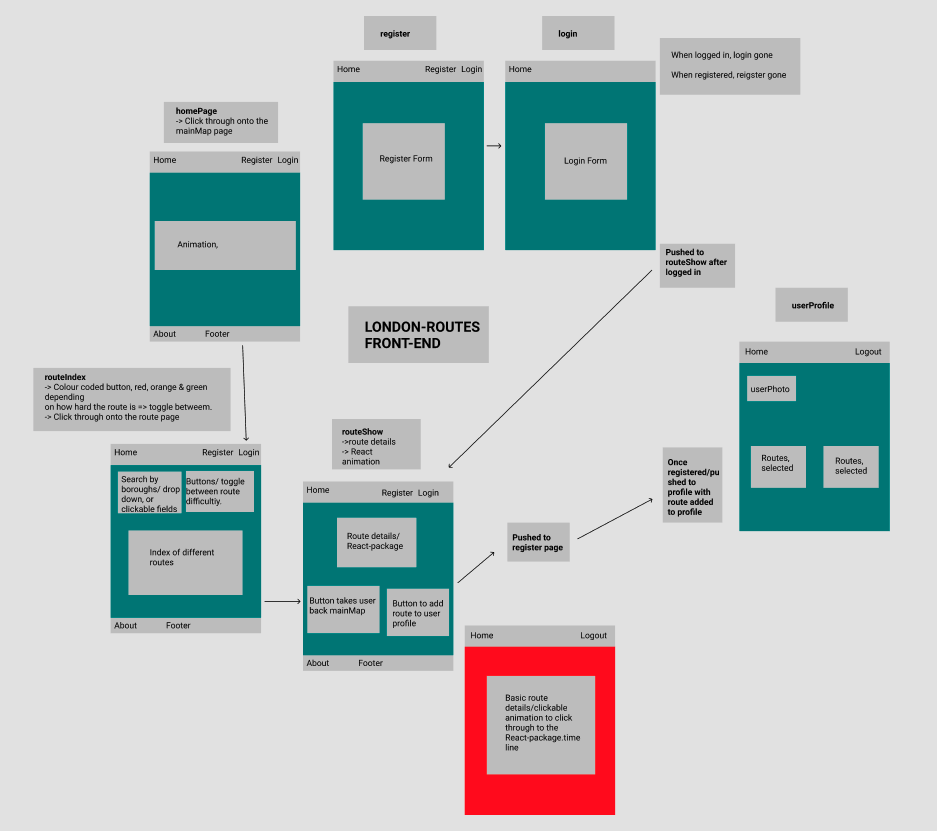 register
login
When logged in, login gone
When registered, reigster gone
Home
Register Login
Home
Register Form
Login Form
homePage
-> Click through onto the
mainMap page
Home
Register Login
Animation,
About
Footer
Pushed to
routeShow after
logged in
LONDON-ROUTES
FRONT-END
userProfile
Home
Logout
userPhoto
Routes,
selected
Routes,
selected
routeIndex
-> Colour coded button, red, orange & green
depending
on how hard the route is => toggle betweem.
-> Click through onto the route page
Home
Register Login
Search by
boroughs/ drop
down, or
clickable fields
Buttons/ toggle
between route
difficultiy.
Index of different
routes
About
Footer
routeShow
->route details
-> React
animation
Home
Register Login
Route details/
React-package
Button takes user
back mainMap
Button to add
route to user
profile
About
Footer
Pushed to
register page
Once
registered/pu
shed to
profile with
route added
to profile
Home
Logout
Basic route
details/clickable
animation to click
through to the
React-package.time
line